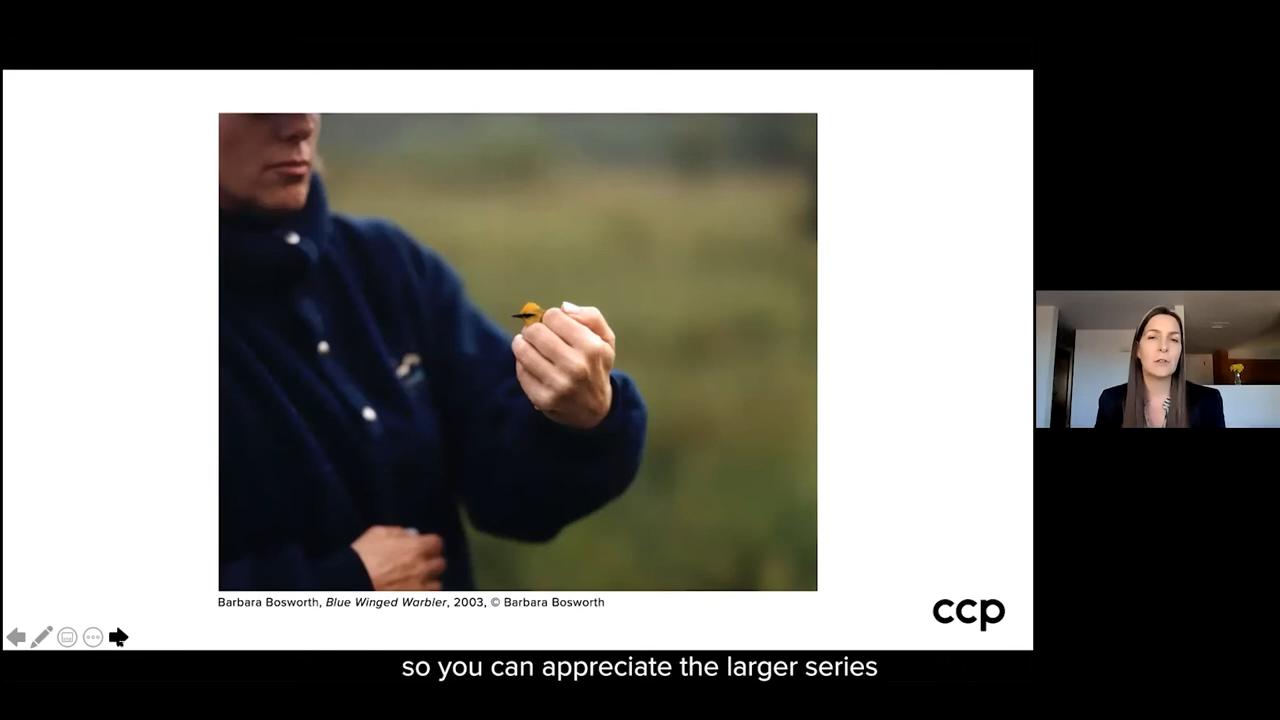 Barbara Bosworth, Blue Winged Warbler, 2003, © Barbara Bosworth
ccp
so you can appreciate the larger series